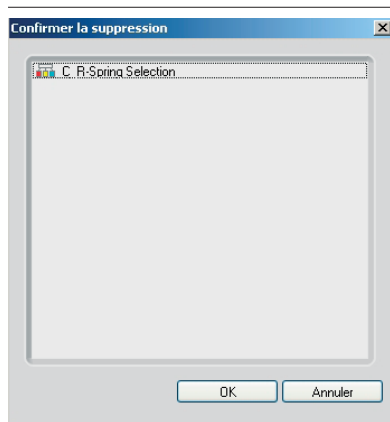 Confirmer la suppression
C_R-Spring Selection
OK
Annuler